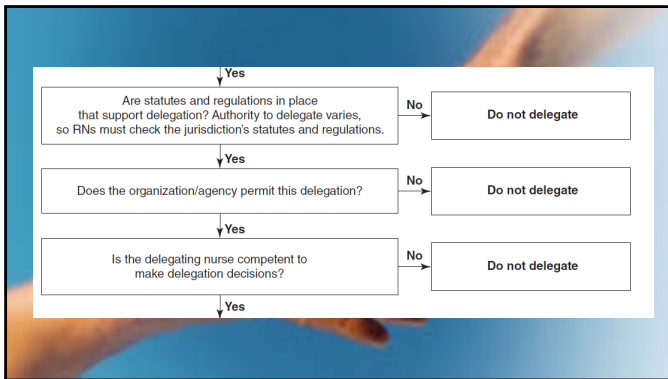 Yes
Are statutes and regulations in place
that support delegation? Authority to delegate varies,
so RNs must check the jurisdiction's statutes and regulations.
No
Do not delegate
Yes
Does the organization/agency permit this delegation?
No
Do not delegate
Yes
Is the delegating nurse competent to
make delegation decisions?
No
Do not delegate
Yes